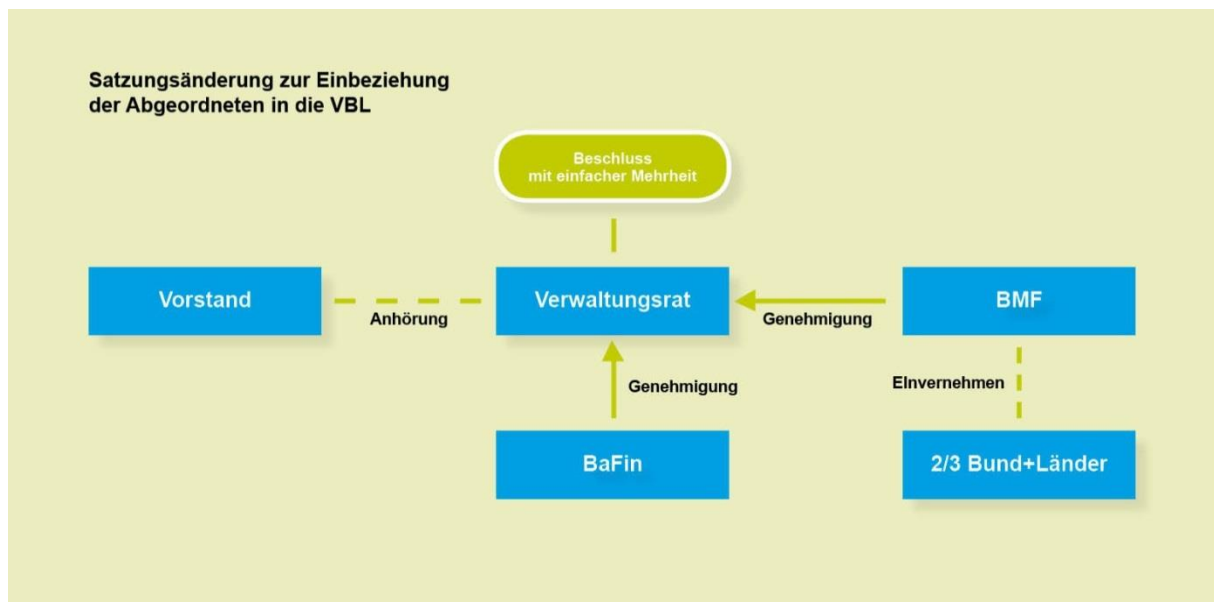 Satzungsänderung zur Einbeziehung
der Abgeordneten in die VBL
Beschluss
mit einfacher Mehrheit
Vorstand
Anhörung
Verwaltungsrat
Genehmigung
BMF
Genehmigung
EInvernehmen
BaFin
2/3 Bund+Länder